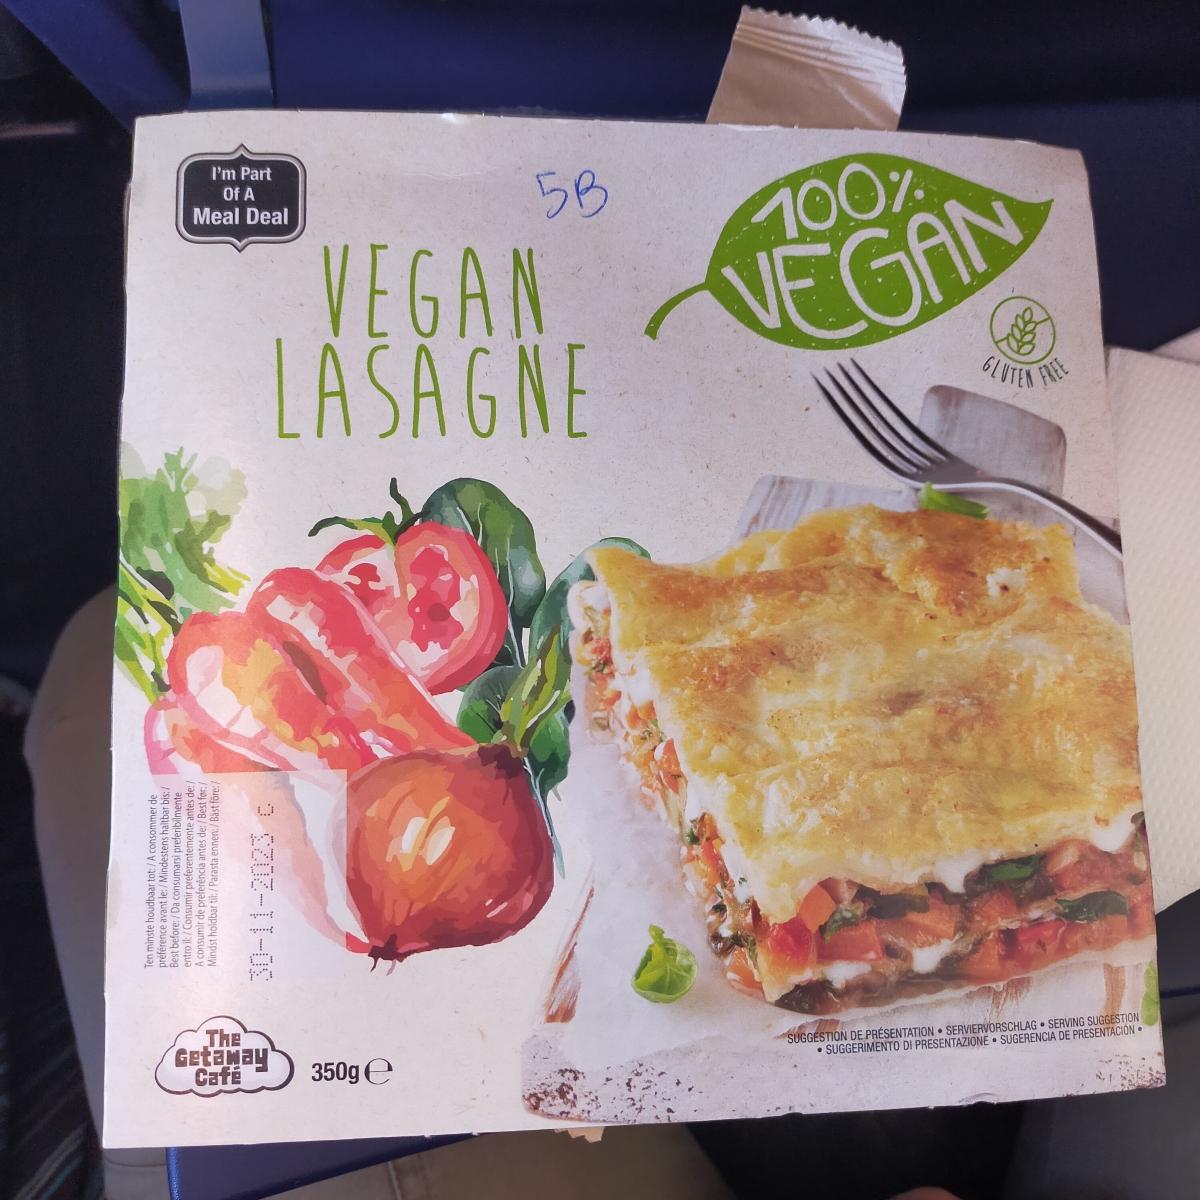 I'm Part
Of A
Meal Deal
5B
100%
VEGAN
VEGAN
LASAGNE
GLUTEN FREE
Ten minste houdbaar tot: / A consommer de
préférence avant le: / Mindestens haltbar bis: /
Best before: / Da consumarsi preferibilmente
entro il: / Consumir preferentemente antes de: /
A consumir de preferência antes de: / Best før: /
Mindst holdbar til: / Parasta ennen: / Bäst före: /
30-11-2023 C
The
Getaway
Café
350g e
SUGGESTION DE PRÉSENTATION • SERVIERVORSCHLAG • SERVING SUGGESTION
• SUGGERIMENTO DI PRESENTAZIONE • SUGERENCIA DE PRESENTACIÓN •